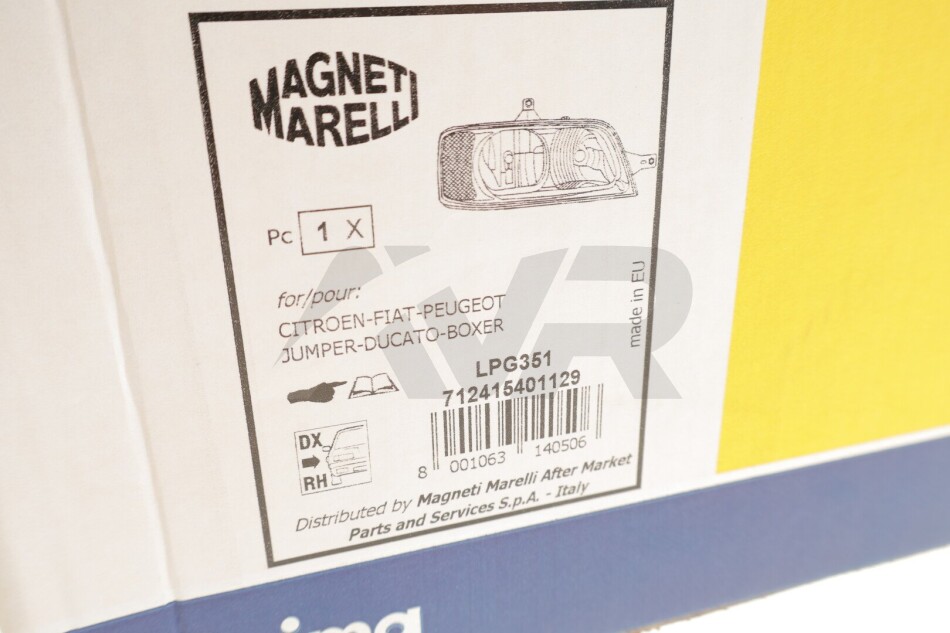 MAGNETI
MARELLI
Pc 1 X
for/pour:
CITROEN-FIAT-PEUGEOT
JUMPER-DUCATO-BOXER
made in EU
LPG351
712415401129
8 001063 140506
DX
RH
Distributed by Magneti Marelli After Market
Parts and Services S.p.A. - Italy
AVR